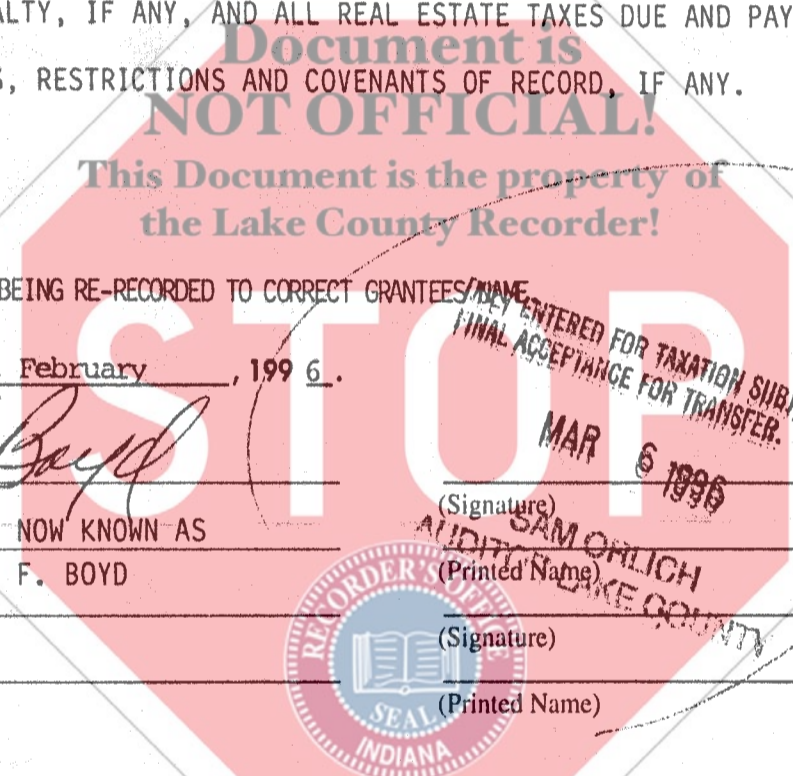 ALTY, IF ANY, AND ALL REAL ESTATE TAXES DUE AND PAY
Document is
S, RESTRICTIONS AND COVENANTS OF RECORD, IF ANY.
NOT OFFICIAL!
This Document is the property of
the Lake County Recorder!
BEING RE-RECORDED TO CORRECT GRANTEES NAME
ENTERED FOR TAXATION SUBJ
FINAL ACCEPTANCE FOR TRANSFER.
STOP
February, 1996.
MAR 6 1996
Boyd
(Signature)
NOW KNOWN AS
SAM ORLICH
AUDITOR LAKE COUNTY
F. BOYD
(Printed Name)
RECORDER'S OFFICE
(Signature)
SEAL
(Printed Name)
INDIANA